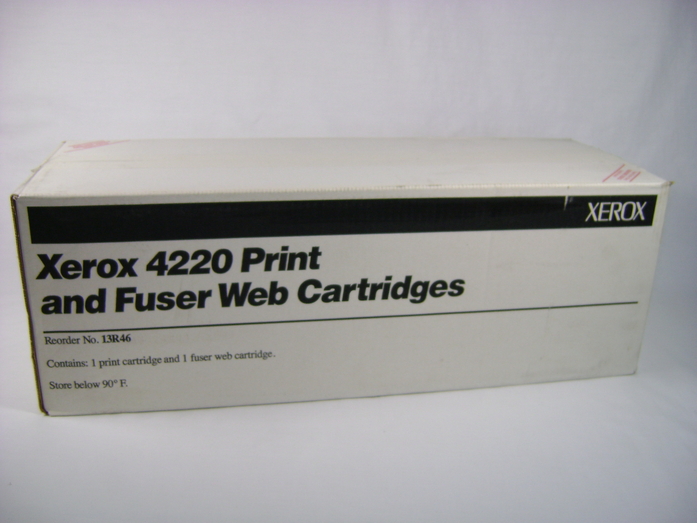 XEROX
Xerox 4220 Print
and Fuser Web Cartridges
Reorder No. 13R46
Contains: 1 print cartridge and 1 fuser web cartridge.
Store below 90° F.